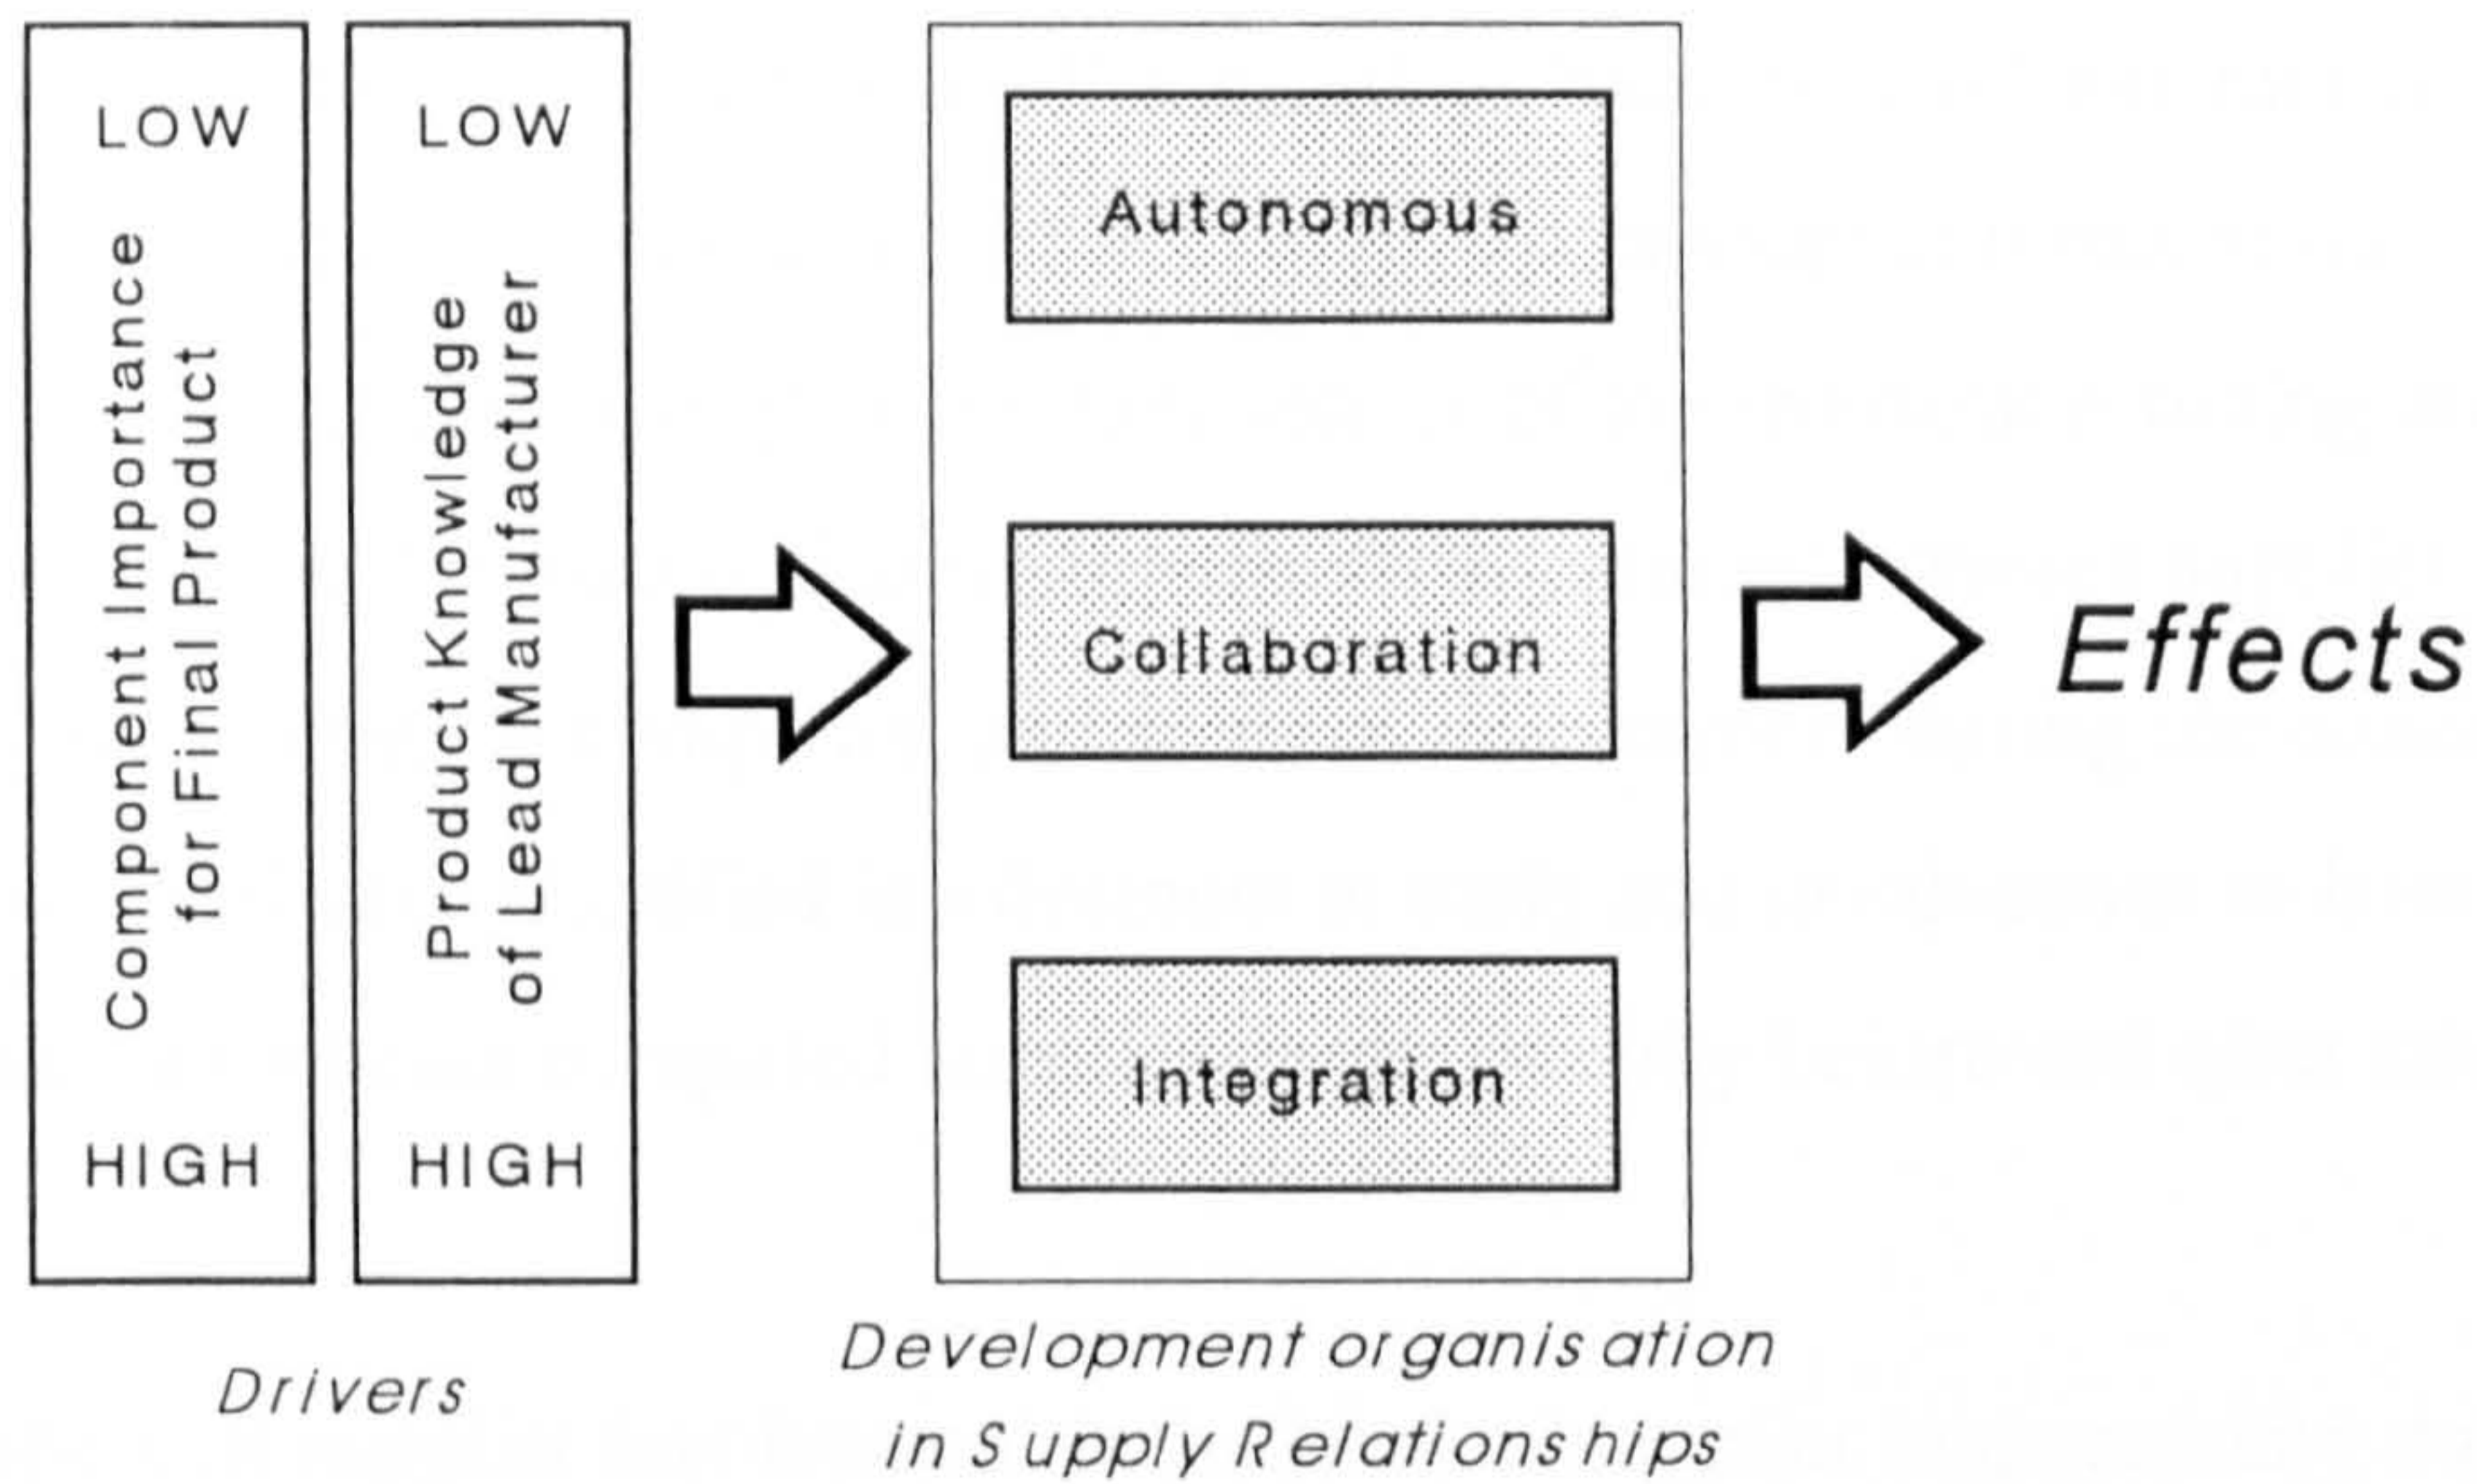 LOW
Component Importance
for Final Product
HIGH
LOW
Product Knowledge
of Lead Manufacturer
HIGH
Drivers
Autonomous
Collaboration
Integration
Development organisation
in Supply Relationships
Effects